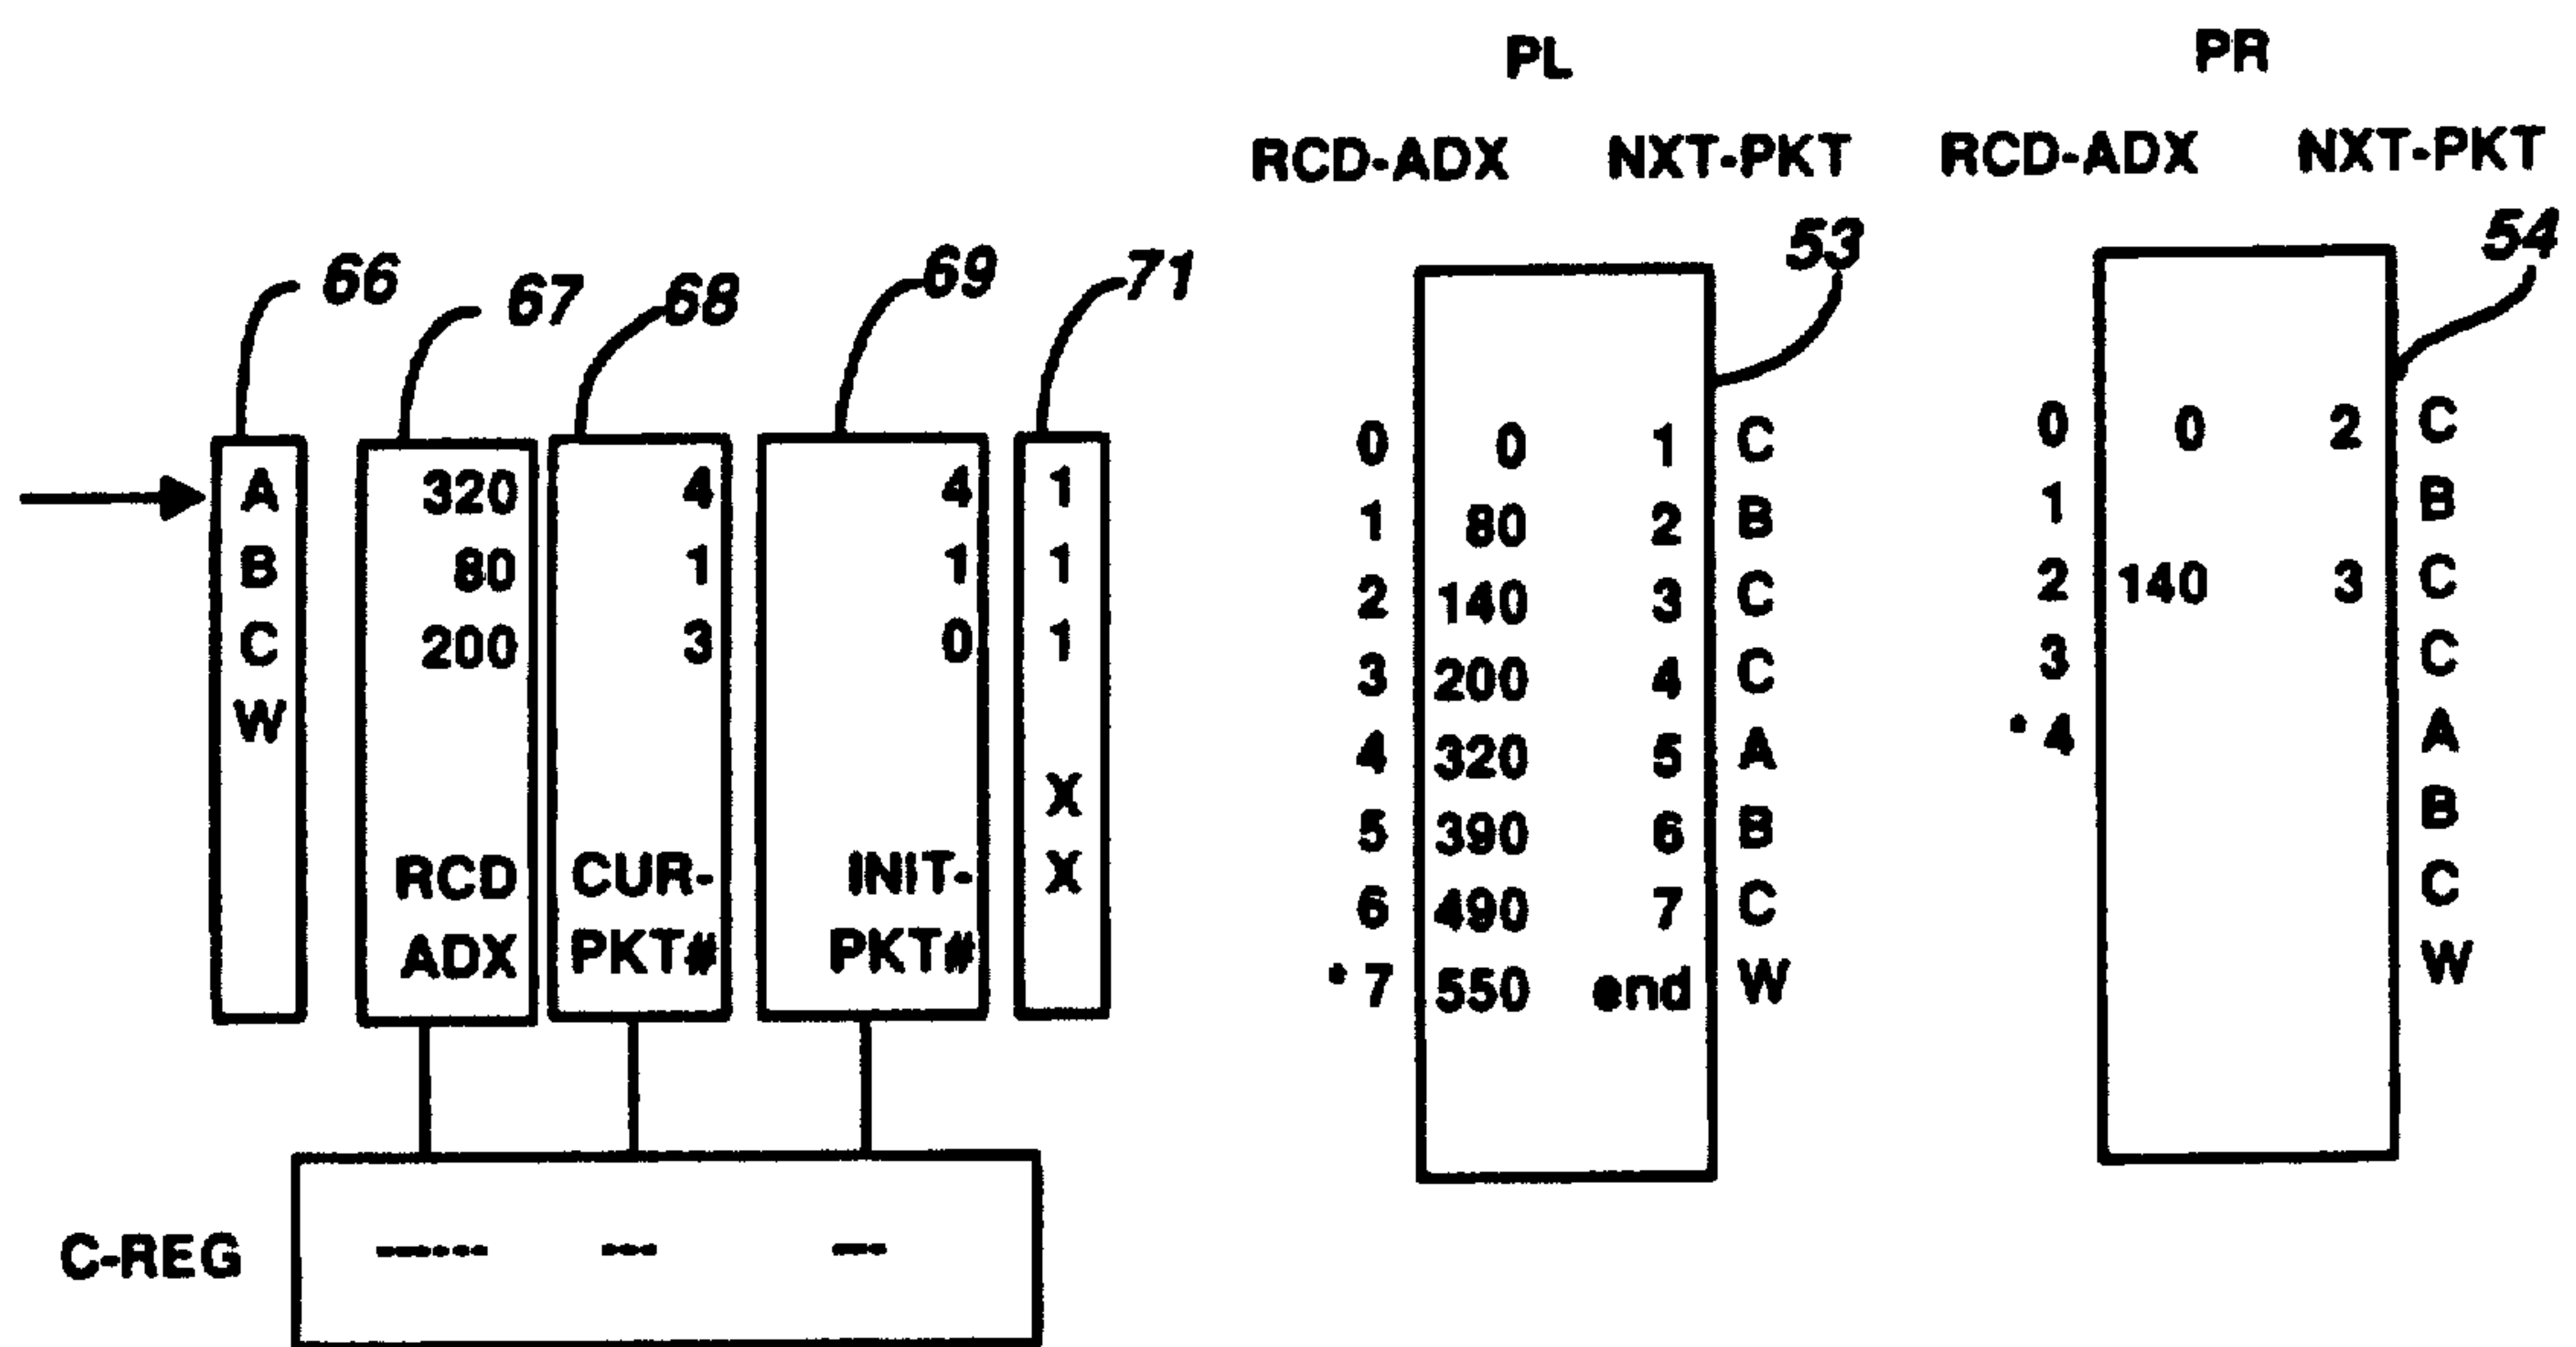 PL PR
RCD-ADX NXT-PKT RCD-ADX NXT-PKT
66 67 68 69 71 53 54
A 320 4 4 1
B 80 1 1 1
C 200 3 0 1
W
X
RCD CUR- INIT- X
ADX PKT# PKT#
C-REG ------ --- ---
0 0 1 C
1 80 2 B
2 140 3 C
3 200 4 C
4 320 5 A
5 390 6 B
6 490 7 C
* 7 550 end W
0 0 2 C
1 B
2 140 3 C
3 C
* 4 A
B
C
W